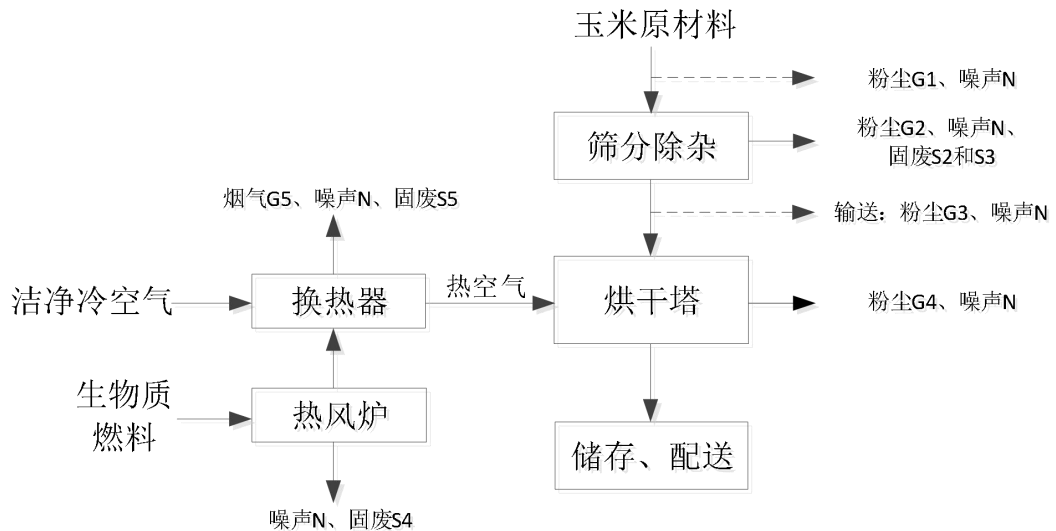 玉米原材料
粉尘G1、噪声N
筛分除杂
粉尘G2、噪声N、
固废S2和S3
烟气G5、噪声N、固废S5
输送：粉尘G3、噪声N
洁净冷空气
换热器
热空气
烘干塔
粉尘G4、噪声N
生物质
燃料
热风炉
储存、配送
噪声N、固废S4